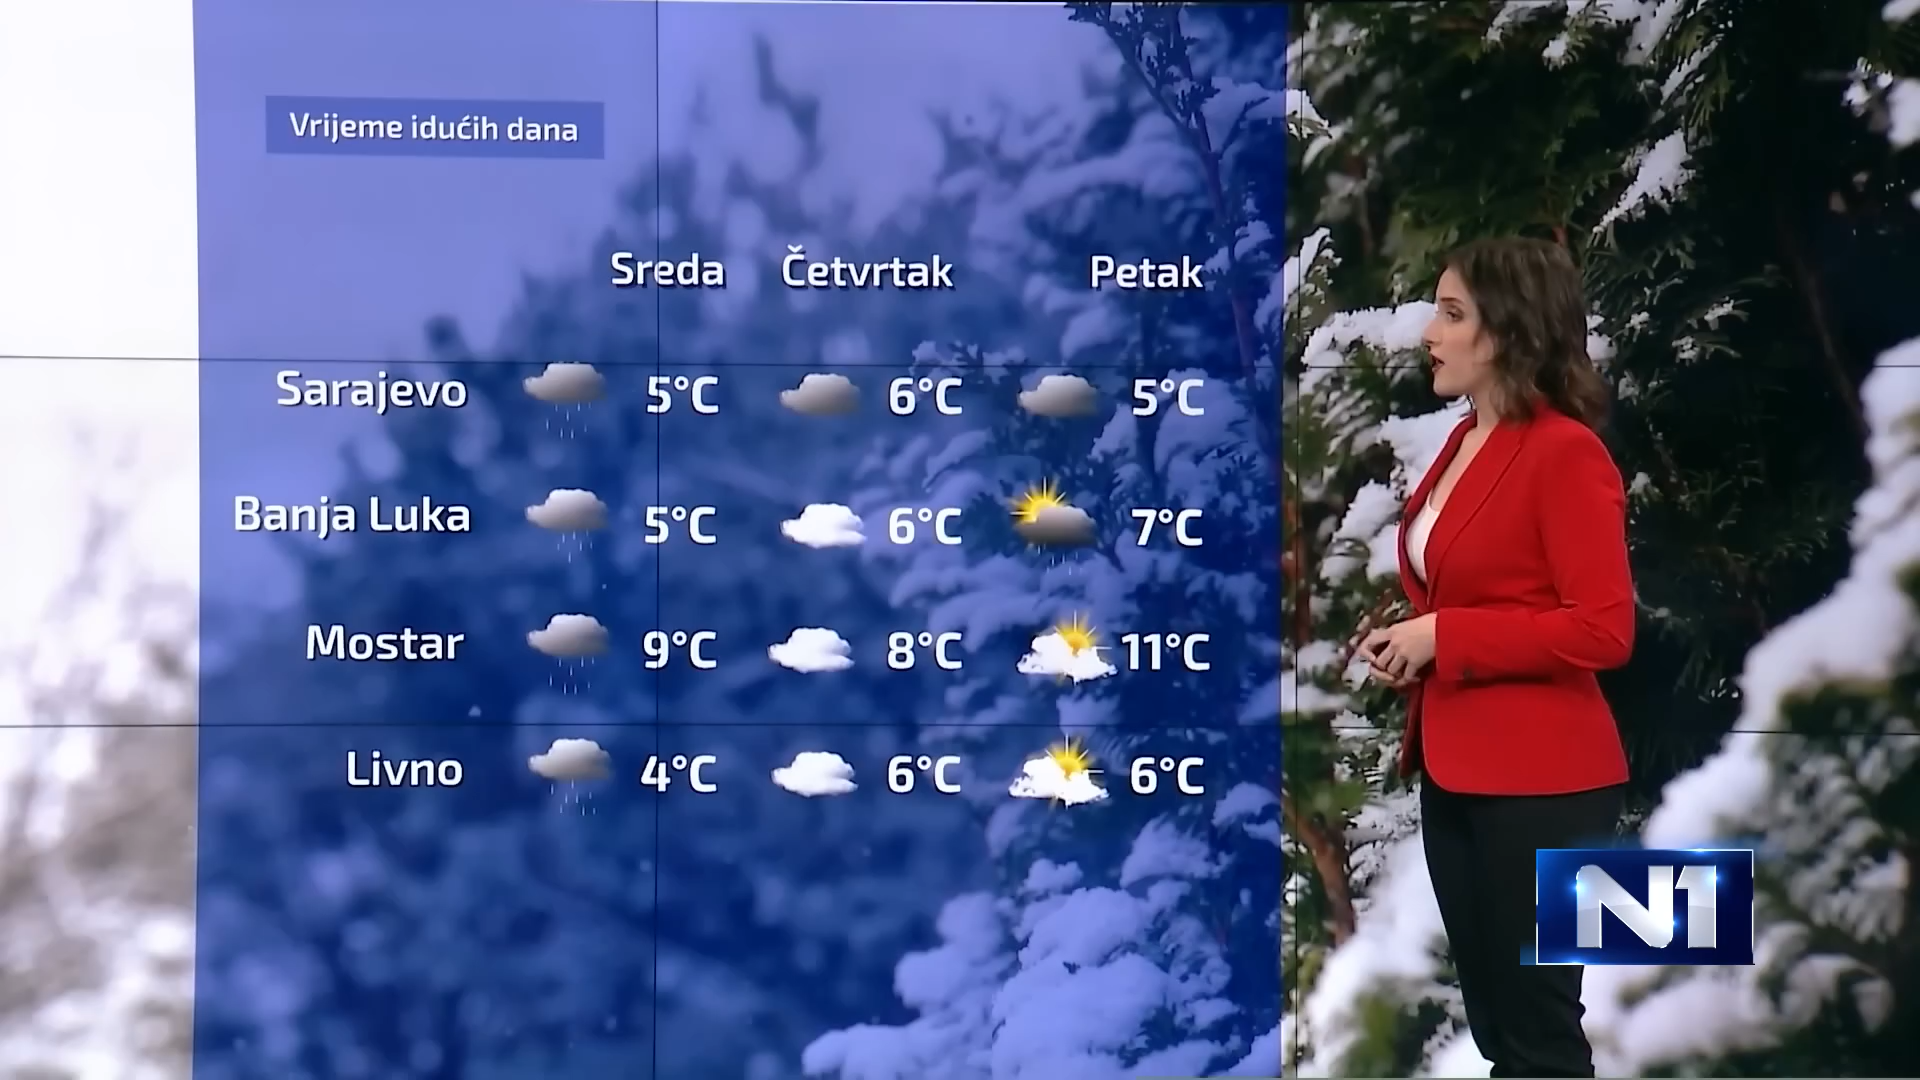 Vrijeme idućih dana
Sreda Četvrtak Petak
Sarajevo 5°C 6°C 5°C
Banja Luka 5°C 6°C 7°C
Mostar 9°C 8°C 11°C
Livno 4°C 6°C 6°C
N1